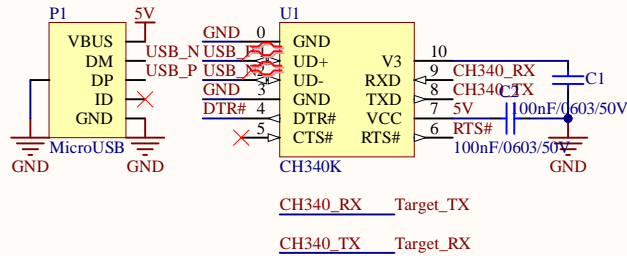 P1
5V
VBUS
DM
DP
ID
GND
MicroUSB
GND
GND
USB_N
USB_P
U1
GND
USB_P
USB_N
GND
DTR#
0
3
4
5
GND
UD+
UD-
GND
DTR#
CTS#
V3
RXD
TXD
VCC
RTS#
10
9
8
7
6
CH340K
CH340_RX
CH340_TX
5V
RTS#
C1
100nF/0603/50V
C2
100nF/0603/50V
GND
CH340_RX Target_TX
CH340_TX Target_RX